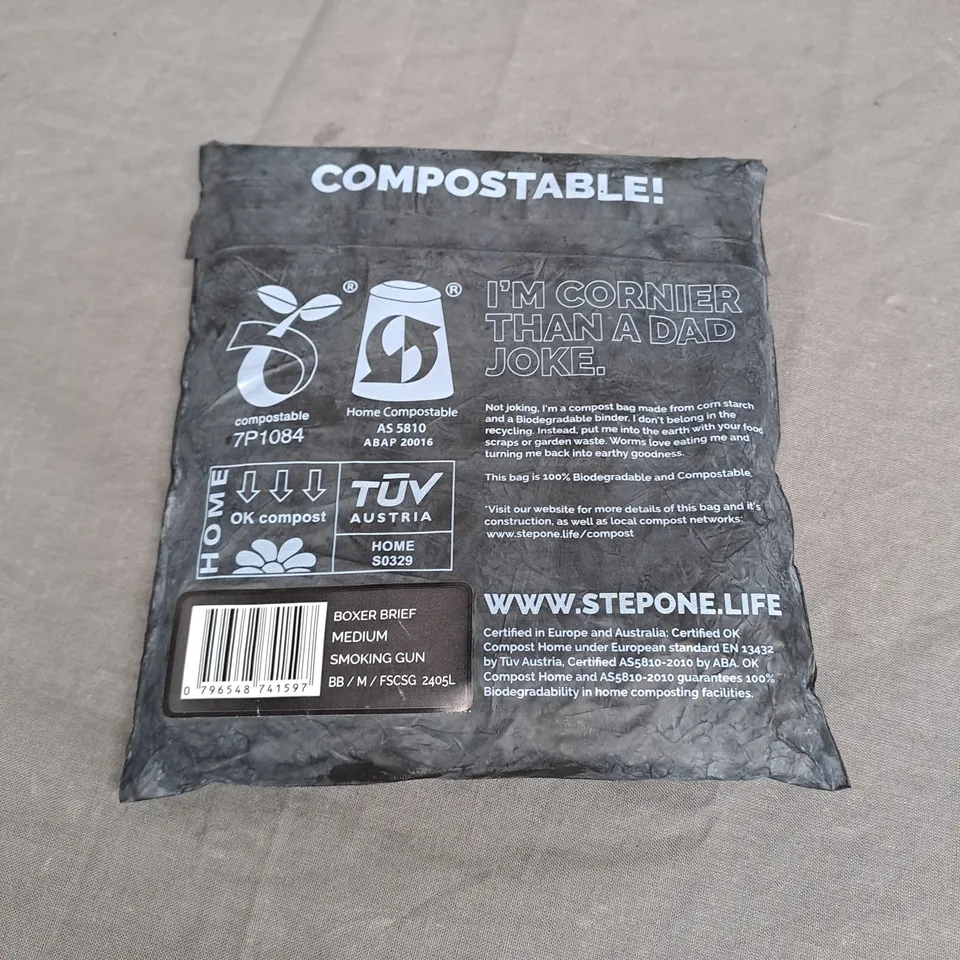 COMPOSTABLE!
®
compostable
7P1084
®
Home Compostable
AS 5810
ABAP 20016
HOME
OK compost
TÜV
AUSTRIA
HOME
S0329
I'M CORNIER
THAN A DAD
JOKE.
Not joking, I'm a compost bag made from corn starch
and a Biodegradable binder. I don't belong in the
recycling. Instead, put me into the earth with your food
scraps or garden waste. Worms love eating me and
turning me back into earthy goodness.
This bag is 100% Biodegradable and Compostable.
*Visit our website for more details of this bag and it's
construction, as well as local compost networks:
www.stepone.life/compost
WWW.STEPONE.LIFE
Certified in Europe and Australia: Certified OK
Compost Home under European standard EN 13432
by Tüv Austria, Certified AS5810-2010 by ABA. OK
Compost Home and AS5810-2010 guarantees 100%
Biodegradability in home composting facilities.
BOXER BRIEF
MEDIUM
SMOKING GUN
BB / M / FSCSG 2405L
0 796548 741597